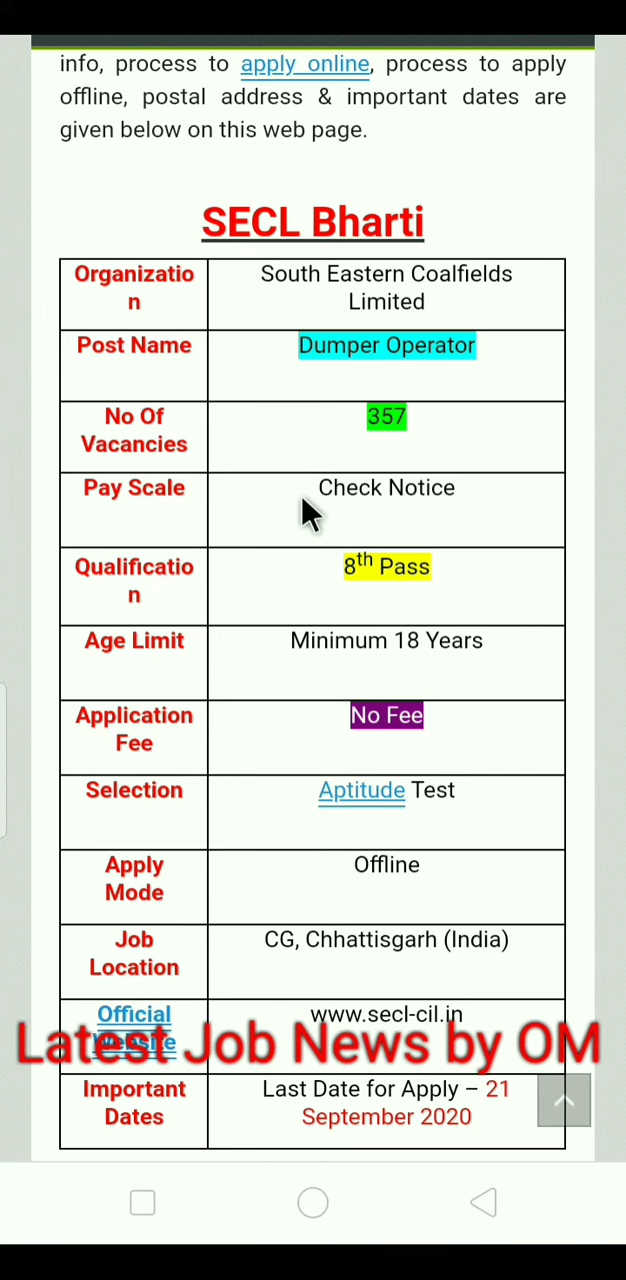 info, process to apply online, process to apply
offline, postal address & important dates are
given below on this web page.
SECL Bharti
Organizatio
n
South Eastern Coalfields
Limited
Post Name
Dumper Operator
No Of
Vacancies
357
Pay Scale
Check Notice
Qualificatio
n
8th Pass
Age Limit
Minimum 18 Years
Application
Fee
No Fee
Selection
Aptitude Test
Apply
Mode
Offline
Job
Location
CG, Chhattisgarh (India)
Official
Website
www.secl-cil.in
Latest Job News by OM
Important
Dates
Last Date for Apply – 21
September 2020